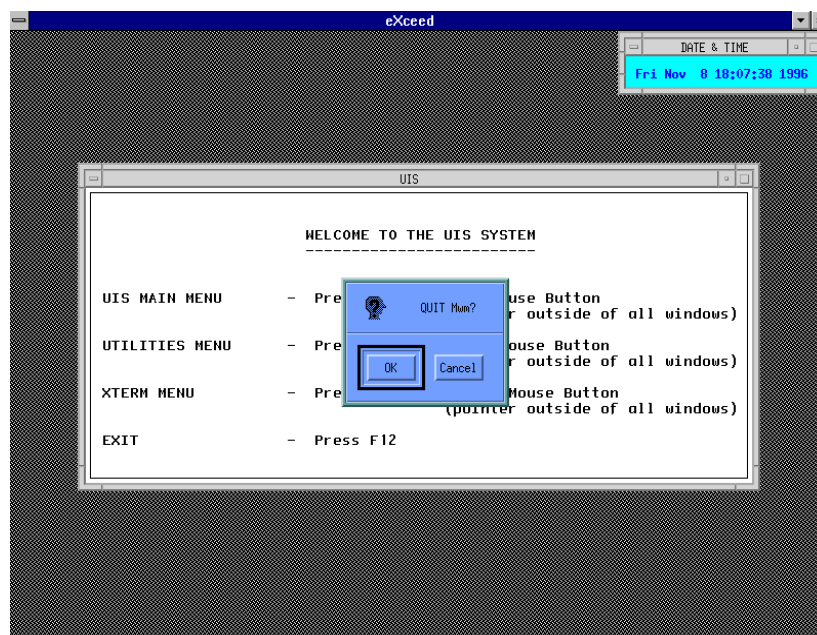 eXceed
DATE & TIME
Fri Nov 8 18:07:38 1996
UIS
WELCOME TO THE UIS SYSTEM
-------------------------
UIS MAIN MENU - Pre use Button
r outside of all windows)
UTILITIES MENU - Pre ouse Button
r outside of all windows)
XTERM MENU - Pre Mouse Button
(pointer outside of all windows)
EXIT - Press F12
QUIT Mwm?
OK Cancel